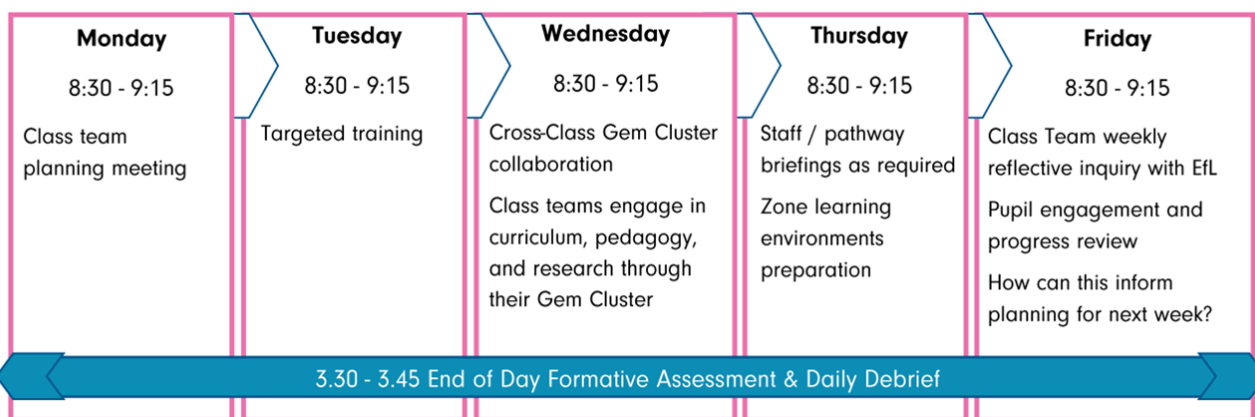 Monday
8:30 - 9:15
Class team
planning meeting
Tuesday
8:30 - 9:15
Targeted training
Wednesday
8:30 - 9:15
Cross-Class Gem Cluster
collaboration
Class teams engage in
curriculum, pedagogy,
and research through
their Gem Cluster
Thursday
8:30 - 9:15
Staff / pathway
briefings as required
Zone learning
environments
preparation
Friday
8:30 - 9:15
Class Team weekly
reflective inquiry with EfL
Pupil engagement and
progress review
How can this inform
planning for next week?
3.30 - 3.45 End of Day Formative Assessment & Daily Debrief